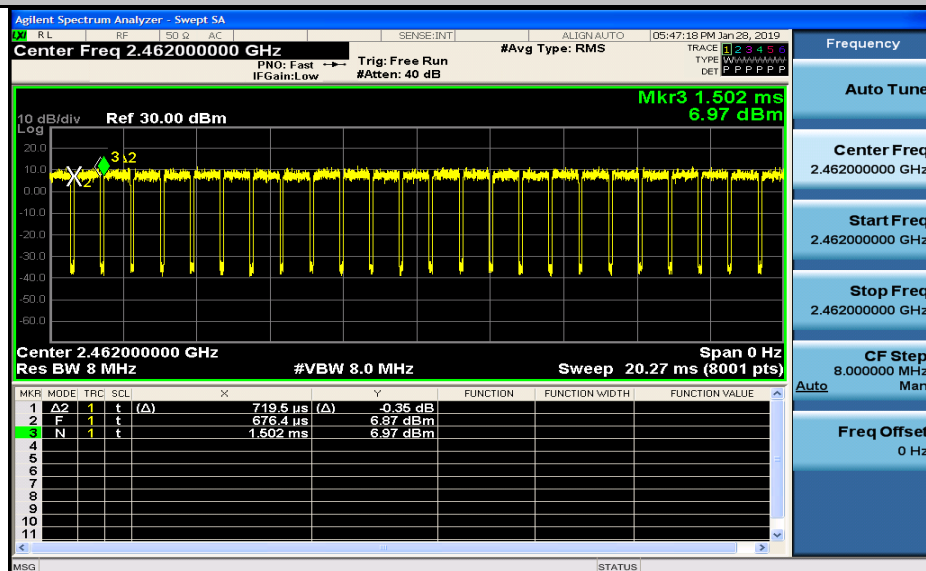 Agilent Spectrum Analyzer - Swept SA
LXI RL RF 50 Ω AC SENSE:INT ALIGN AUTO 05:47:18 PM Jan 28, 2019
Center Freq 2.462000000 GHz #Avg Type: RMS TRACE 1 2 3 4 5 6
PNO: Fast Trig: Free Run TYPE W
IFGain:Low #Atten: 40 dB DET P P P P P P
Mkr3 1.502 ms
10 dB/div Ref 30.00 dBm 6.97 dBm
Log
20.0
3 Δ2
10.0
2
0.00
-10.0
-20.0
-30.0
-40.0
-50.0
-60.0
Center 2.462000000 GHz Span 0 Hz
Res BW 8 MHz #VBW 8.0 MHz Sweep 20.27 ms (8001 pts)
MKR MODE TRC SCL X Y FUNCTION FUNCTION WIDTH FUNCTION VALUE
1 Δ2 1 t (Δ) 719.5 µs (Δ) -0.35 dB
2 F 1 t 676.4 µs 6.87 dBm
3 N 1 t 1.502 ms 6.97 dBm
4
5
6
7
8
9
10
11
MSG STATUS
Frequency
Auto Tune
Center Freq
2.462000000 GHz
Start Freq
2.462000000 GHz
Stop Freq
2.462000000 GHz
CF Step
8.000000 MHz
Auto Man
Freq Offset
0 Hz